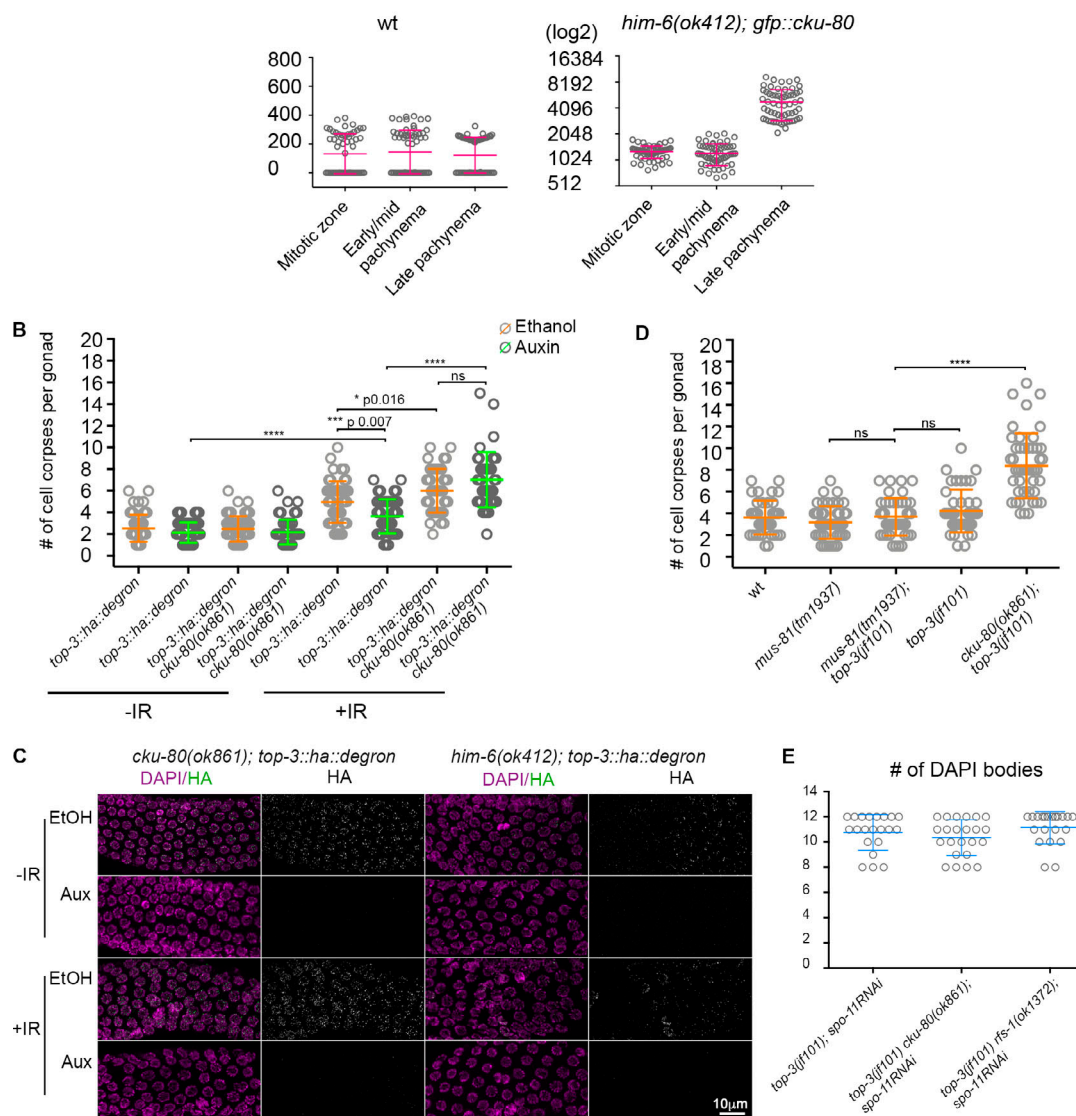 wt
him-6(ok412); gfp::cku-80
(log2)
800
600
400
200
0
16384
8192
4096
2048
1024
512
Mitotic zone
Early/mid
pachynema
Late pachynema
Mitotic zone
Early/mid
pachynema
Late pachynema
B
# of cell corpses per gonad
20
18
16
14
12
10
8
6
4
2
0
Ethanol
Auxin
****
ns
* p0.016
*** p 0.007
****
top-3::ha::degron
top-3::ha::degron
top-3::ha::degron
cku-80(ok861)
top-3::ha::degron
cku-80(ok861)
top-3::ha::degron
top-3::ha::degron
top-3::ha::degron
cku-80(ok861)
top-3::ha::degron
cku-80(ok861)
-IR
+IR
D
# of cell corpses per gonad
20
18
16
14
12
10
8
6
4
2
0
****
ns
ns
wt
mus-81(tm1937)
mus-81(tm1937);
top-3(jf101)
top-3(jf101)
cku-80(ok861);
top-3(jf101)
C
cku-80(ok861); top-3::ha::degron
him-6(ok412); top-3::ha::degron
DAPI/HA
HA
DAPI/HA
HA
-IR
EtOH
Aux
+IR
EtOH
Aux
10µm
E
# of DAPI bodies
14
12
10
8
6
4
2
0
top-3(jf101); spo-11RNAi
top-3(jf101) cku-80(ok861);
spo-11RNAi
top-3(jf101) rfs-1(ok1372);
spo-11RNAi